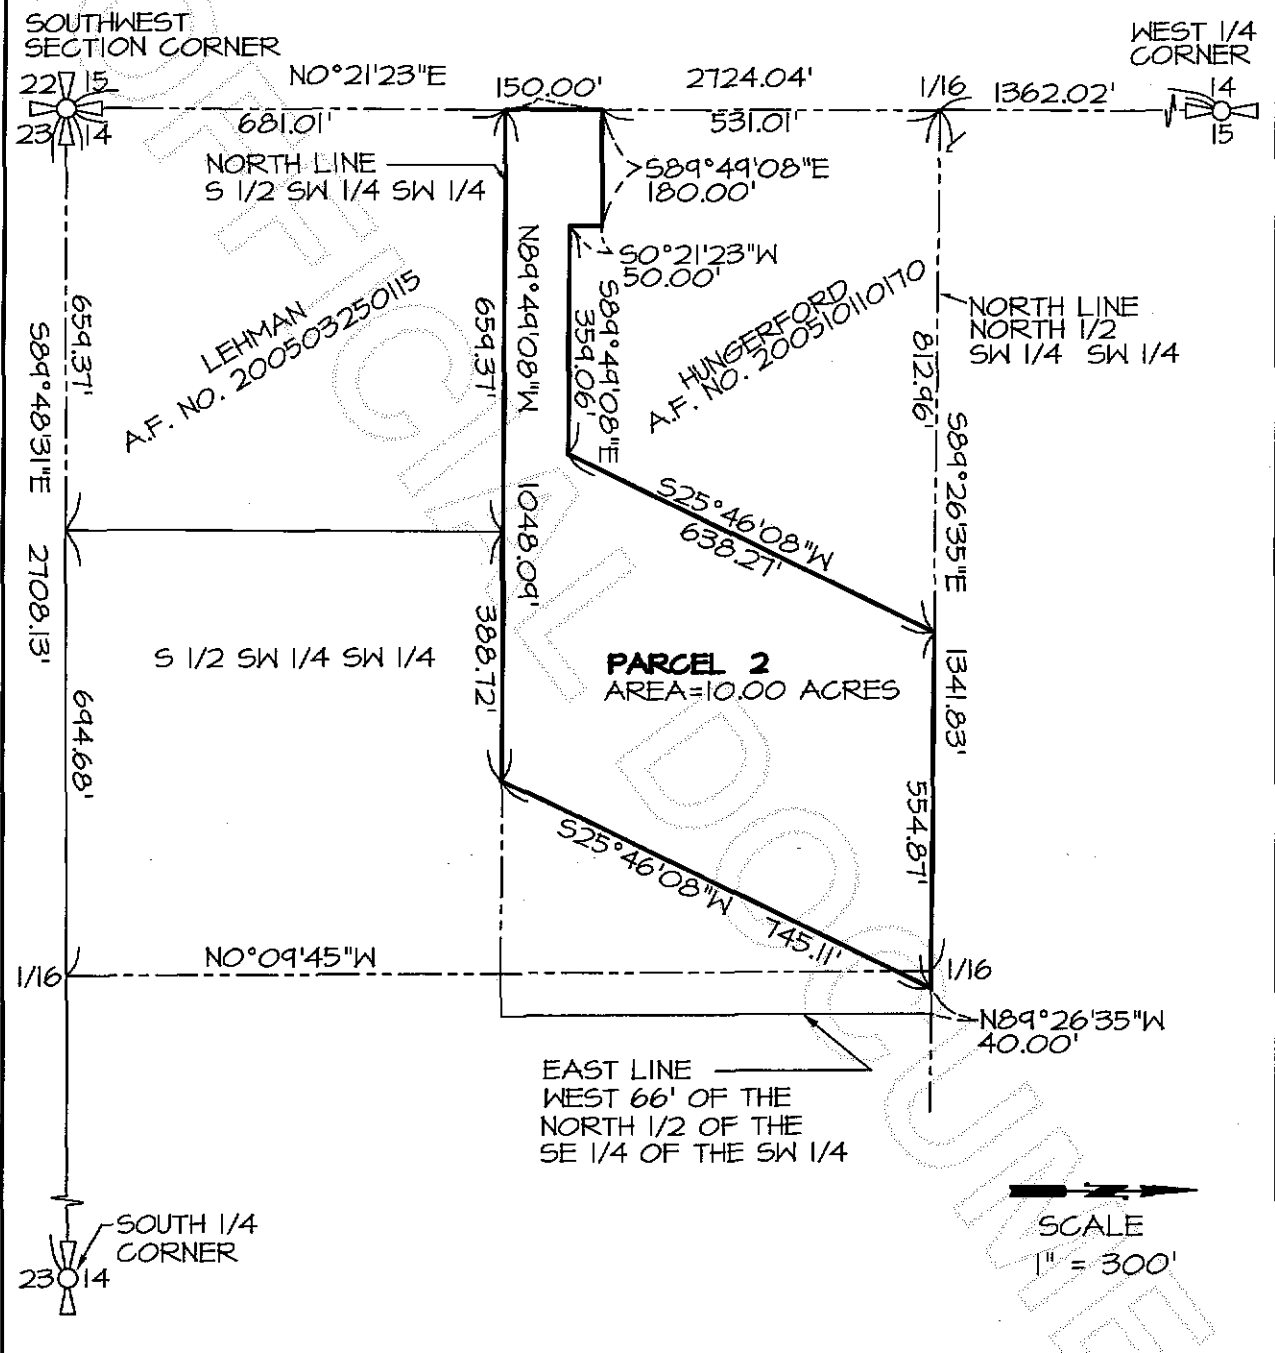 SOUTHWEST
SECTION CORNER
WEST 1/4
CORNER
22 15
23 14
N0°21'23"E
150.00'
2724.04'
1/16
1362.02'
14
15
681.01'
531.01'
NORTH LINE
S 1/2 SW 1/4 SW 1/4
S89°49'08"E
180.00'
S0°21'23"W
50.00'
N89°49'08"W
659.37'
1048.09'
388.72'
S89°49'08"E
359.06'
LEHMAN
A.F. NO. 200503250115
HUNGERFORD
A.F. NO. 200510110170
NORTH LINE
NORTH 1/2
SW 1/4 SW 1/4
812.96'
S89°26'35"E
1341.83'
554.87'
659.37'
S89°48'31"E 2708.13'
694.68'
S25°46'08"W
638.27'
S 1/2 SW 1/4 SW 1/4
PARCEL 2
AREA=10.00 ACRES
S25°46'08"W
745.11'
1/16
N0°09'45"W
1/16
N89°26'35"W
40.00'
EAST LINE
WEST 66' OF THE
NORTH 1/2 OF THE
SE 1/4 OF THE SW 1/4
SOUTH 1/4
CORNER
23 14
SCALE
1" = 300'
OFFICIAL DOCUME